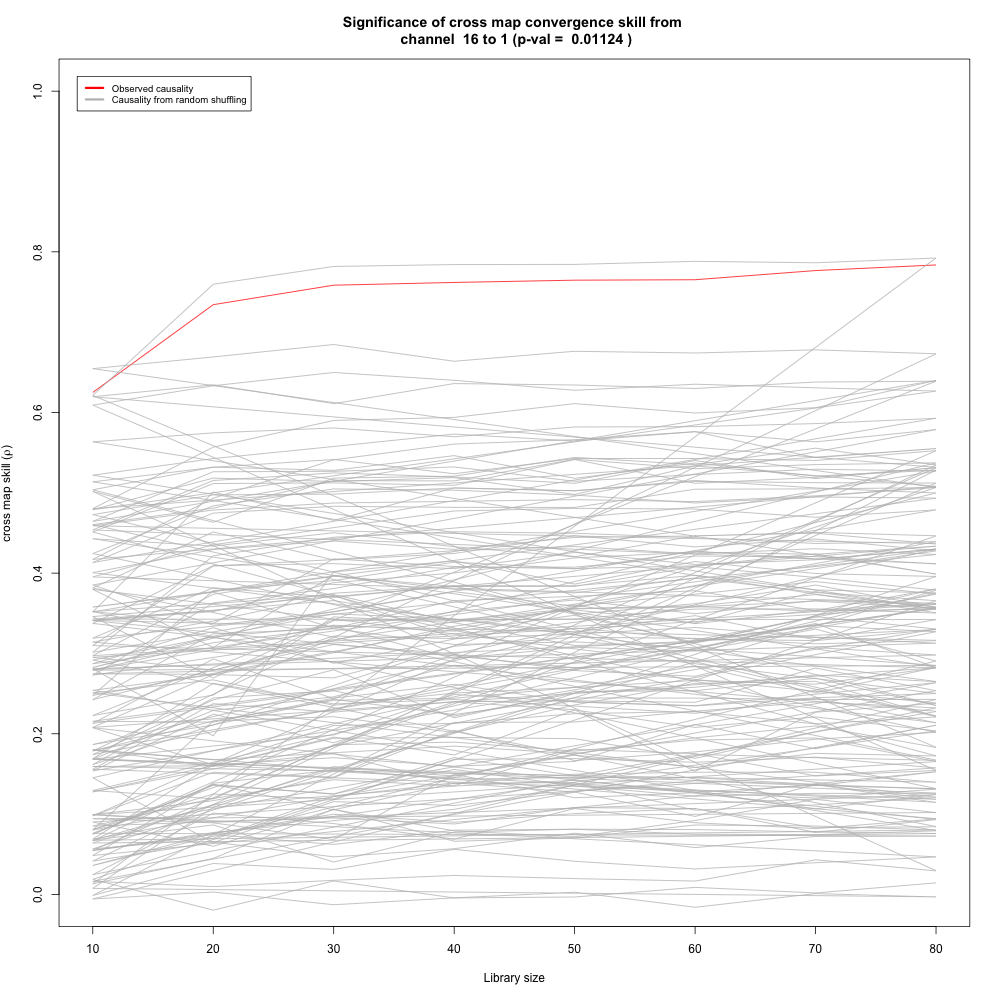 Significance of cross map convergence skill from
channel  16 to 1 (p-val =  0.01124 )
Observed causality
Causality from random shuffling
cross map skill (ρ)
1.0
0.8
0.6
0.4
0.2
0.0
10 20 30 40 50 60 70 80
Library size